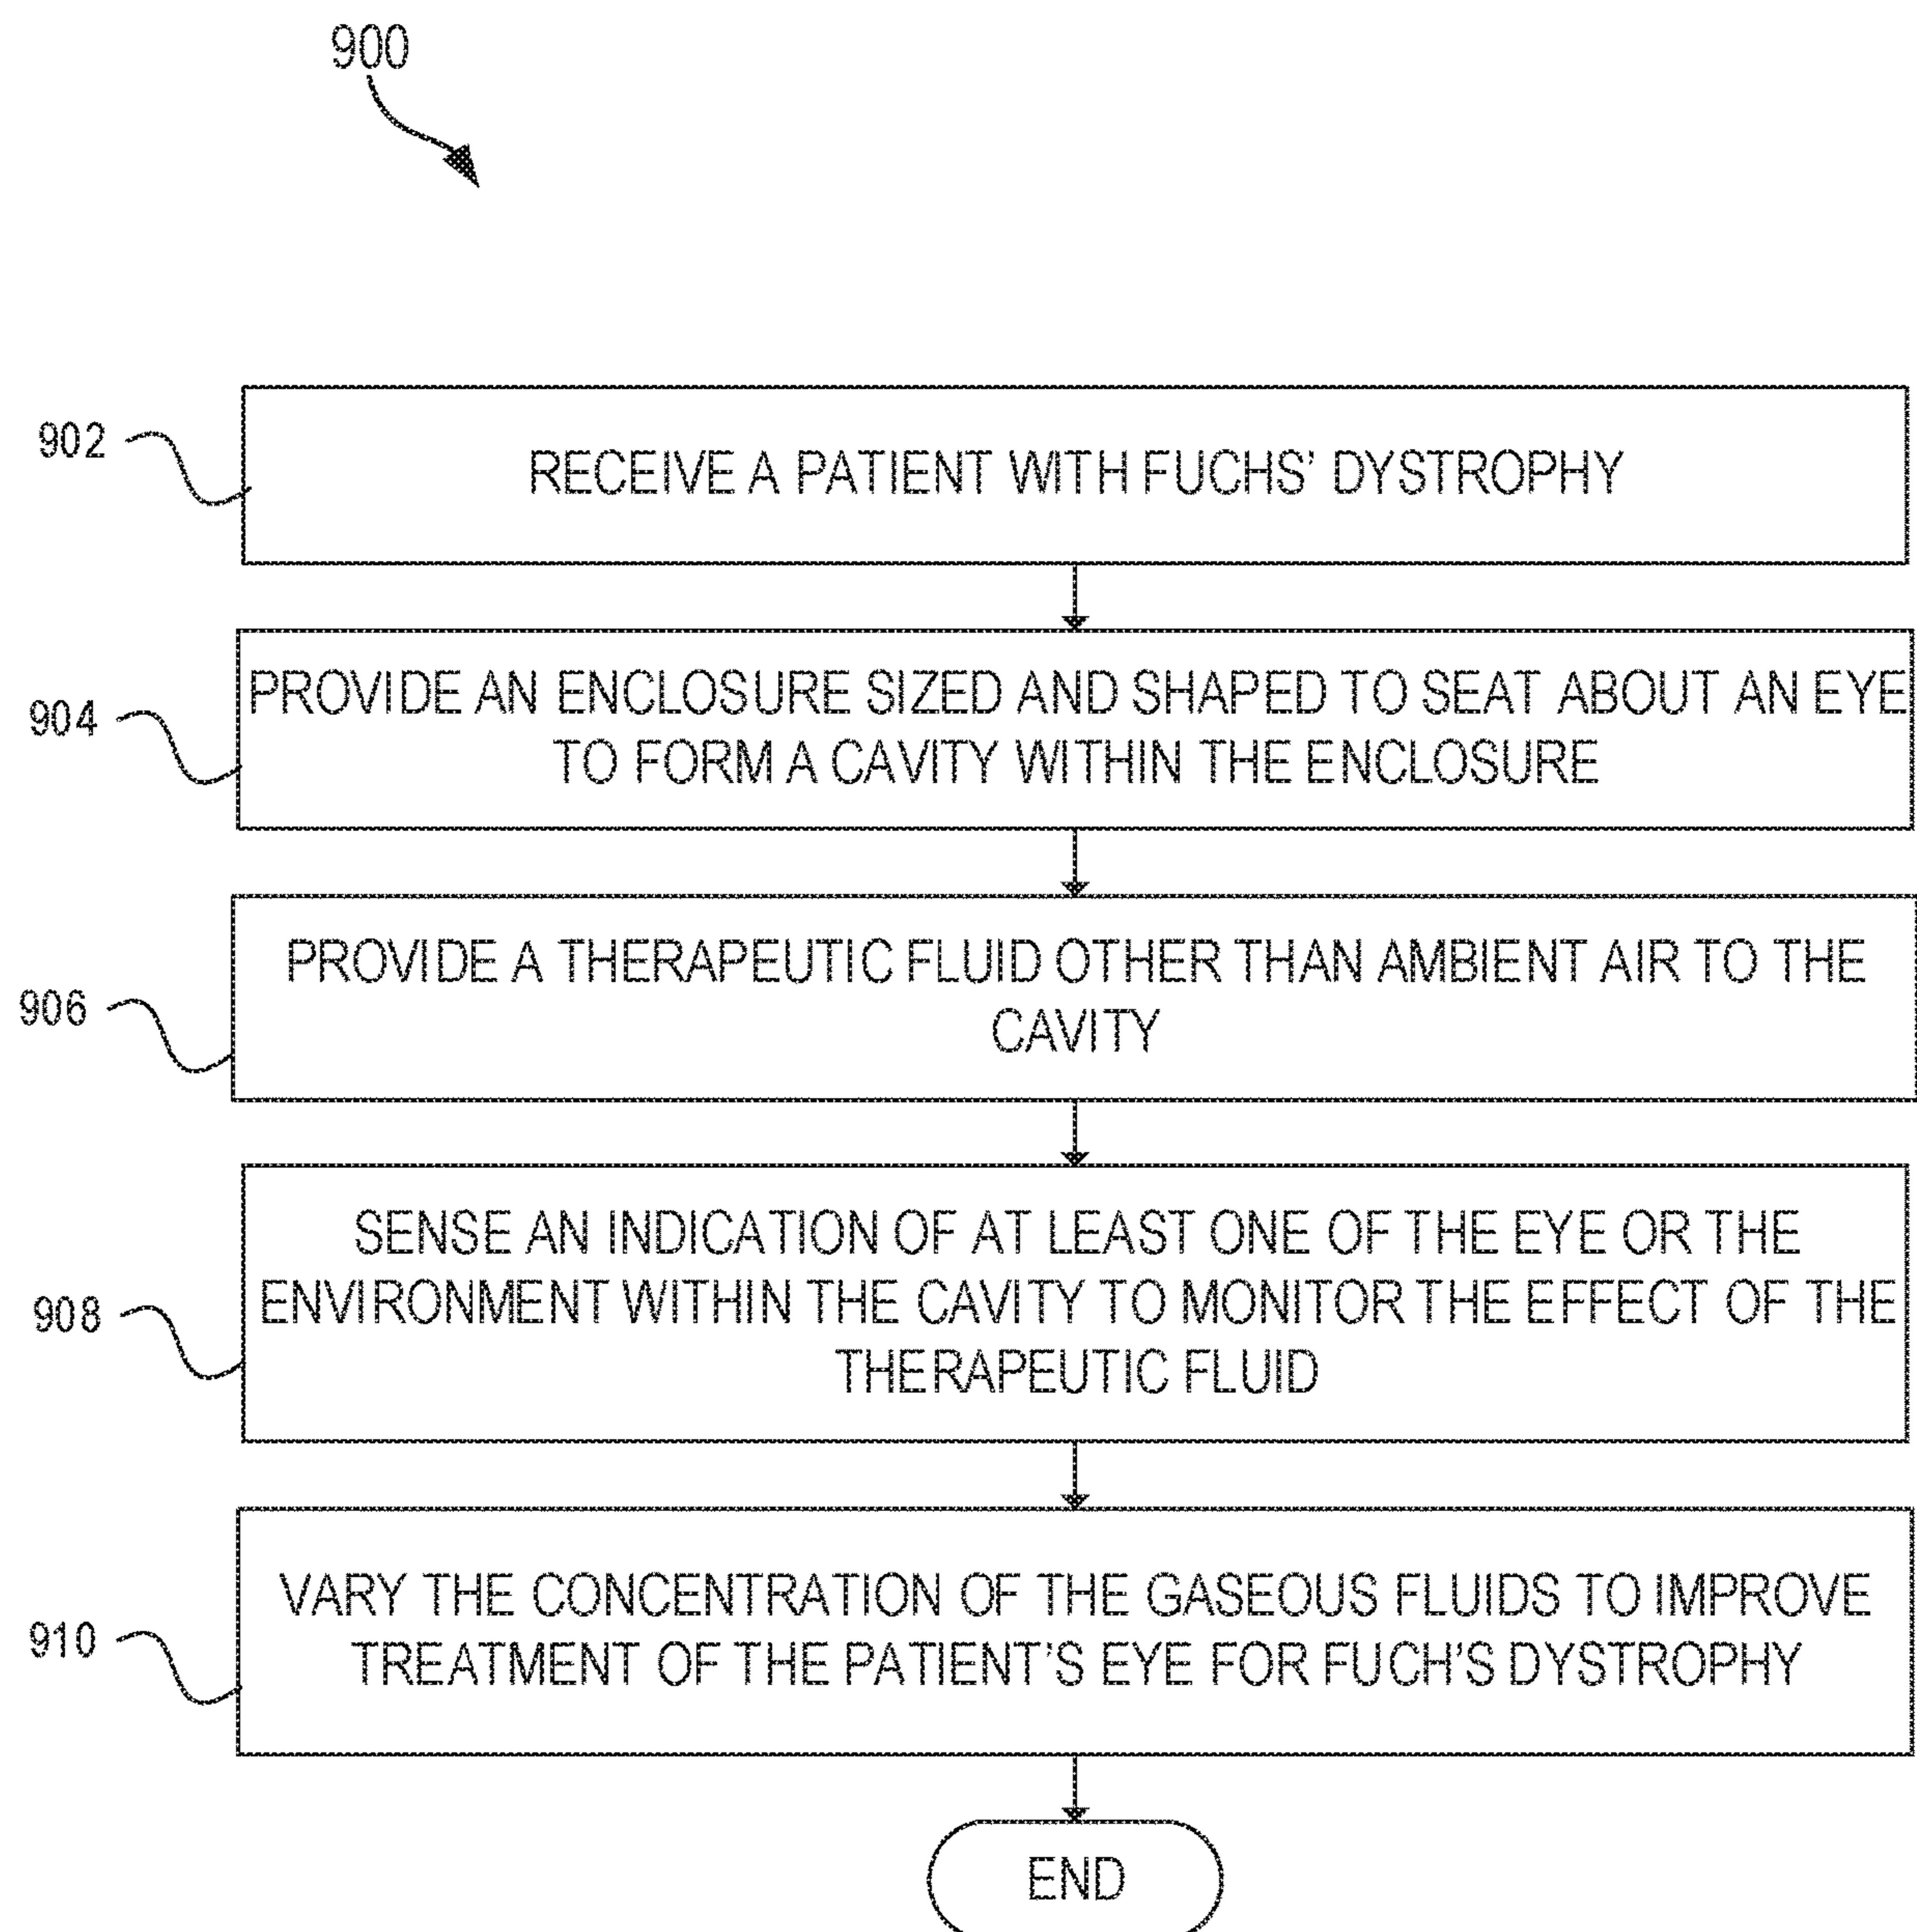 900
902
RECEIVE A PATIENT WITH FUCHS’ DYSTROPHY
904
PROVIDE AN ENCLOSURE SIZED AND SHAPED TO SEAT ABOUT AN EYE
TO FORM A CAVITY WITHIN THE ENCLOSURE
906
PROVIDE A THERAPEUTIC FLUID OTHER THAN AMBIENT AIR TO THE
CAVITY
908
SENSE AN INDICATION OF AT LEAST ONE OF THE EYE OR THE
ENVIRONMENT WITHIN THE CAVITY TO MONITOR THE EFFECT OF THE
THERAPEUTIC FLUID
910
VARY THE CONCENTRATION OF THE GASEOUS FLUIDS TO IMPROVE
TREATMENT OF THE PATIENT’S EYE FOR FUCH’S DYSTROPHY
END